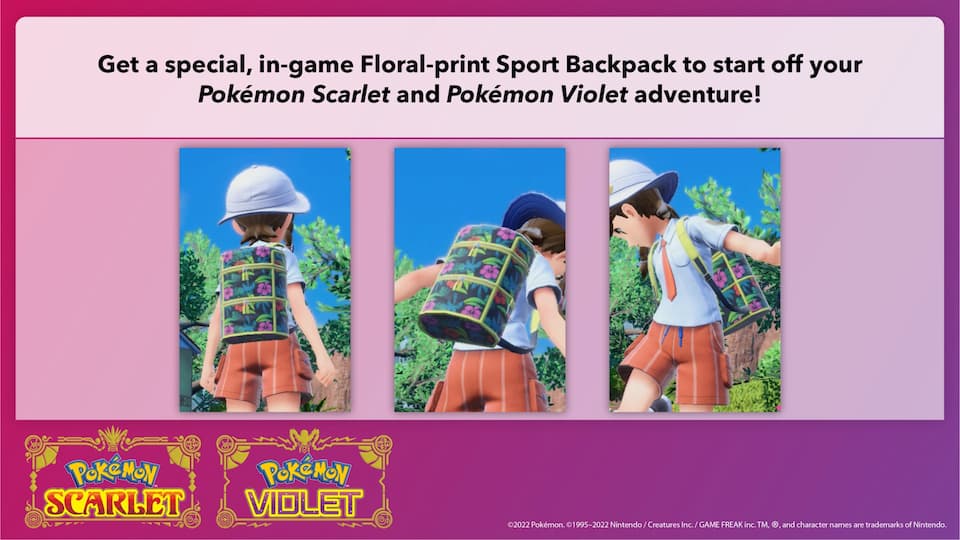 Get a special, in-game Floral-print Sport Backpack to start off your
Pokémon Scarlet and Pokémon Violet adventure!
POKéMON
SCARLET
POKéMON
VIOLET
©2022 Pokémon. ©1995–2022 Nintendo / Creatures Inc. / GAME FREAK inc. TM, ®, and character names are trademarks of Nintendo.